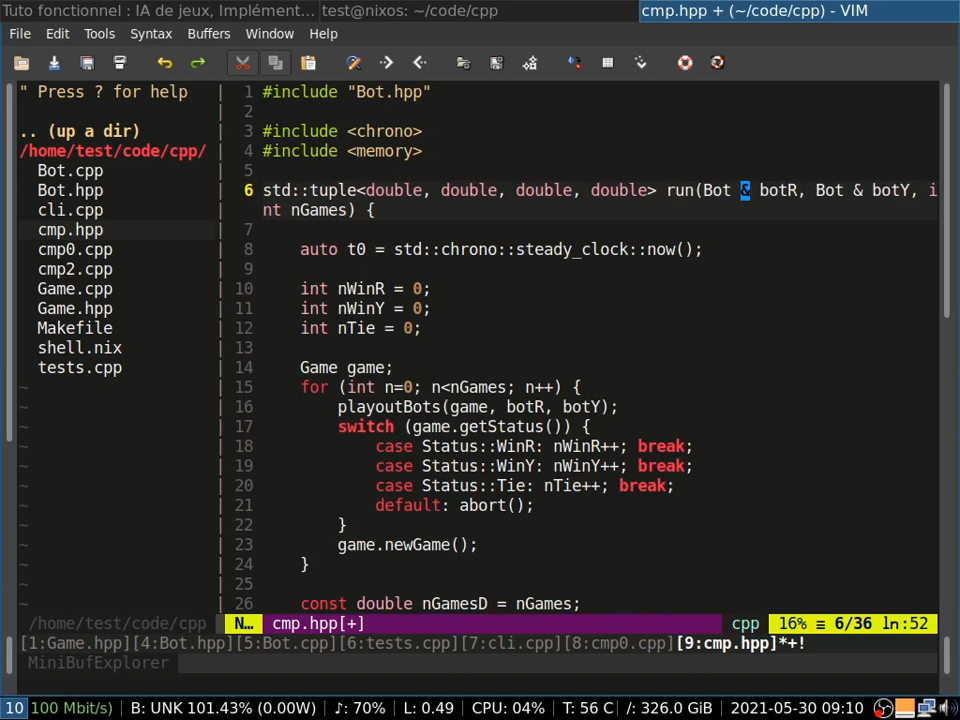 Tuto fonctionnel : IA de jeux, Implément... test@nixos: ~/code/cpp cmp.hpp + (~/code/cpp) - VIM
File Edit Tools Syntax Buffers Window Help
" Press ? for help
.. (up a dir)
/home/test/code/cpp/
Bot.cpp
Bot.hpp
cli.cpp
cmp.hpp
cmp0.cpp
cmp2.cpp
Game.cpp
Game.hpp
Makefile
shell.nix
tests.cpp
1 #include "Bot.hpp"
2
3 #include <chrono>
4 #include <memory>
5
6 std::tuple<double, double, double, double> run(Bot & botR, Bot & botY, i
nt nGames) {
7
8 auto t0 = std::chrono::steady_clock::now();
9
10 int nWinR = 0;
11 int nWinY = 0;
12 int nTie = 0;
13
14 Game game;
15 for (int n=0; n<nGames; n++) {
16 playoutBots(game, botR, botY);
17 switch (game.getStatus()) {
18 case Status::WinR: nWinR++; break;
19 case Status::WinY: nWinY++; break;
20 case Status::Tie: nTie++; break;
21 default: abort();
22 }
23 game.newGame();
24 }
25
26 const double nGamesD = nGames;
/home/test/code/cpp N... cmp.hpp[+] cpp 16% ≡ 6/36 ln:52
[1:Game.hpp][4:Bot.hpp][5:Bot.cpp][6:tests.cpp][7:cli.cpp][8:cmp0.cpp][9:cmp.hpp]*+!
MiniBufExplorer
10 100 Mbit/s) | B: UNK 101.43% (0.00W) | ♪: 70% | L: 0.49 | CPU: 04% | T: 56 C | /: 326.0 GiB | 2021-05-30 09:10